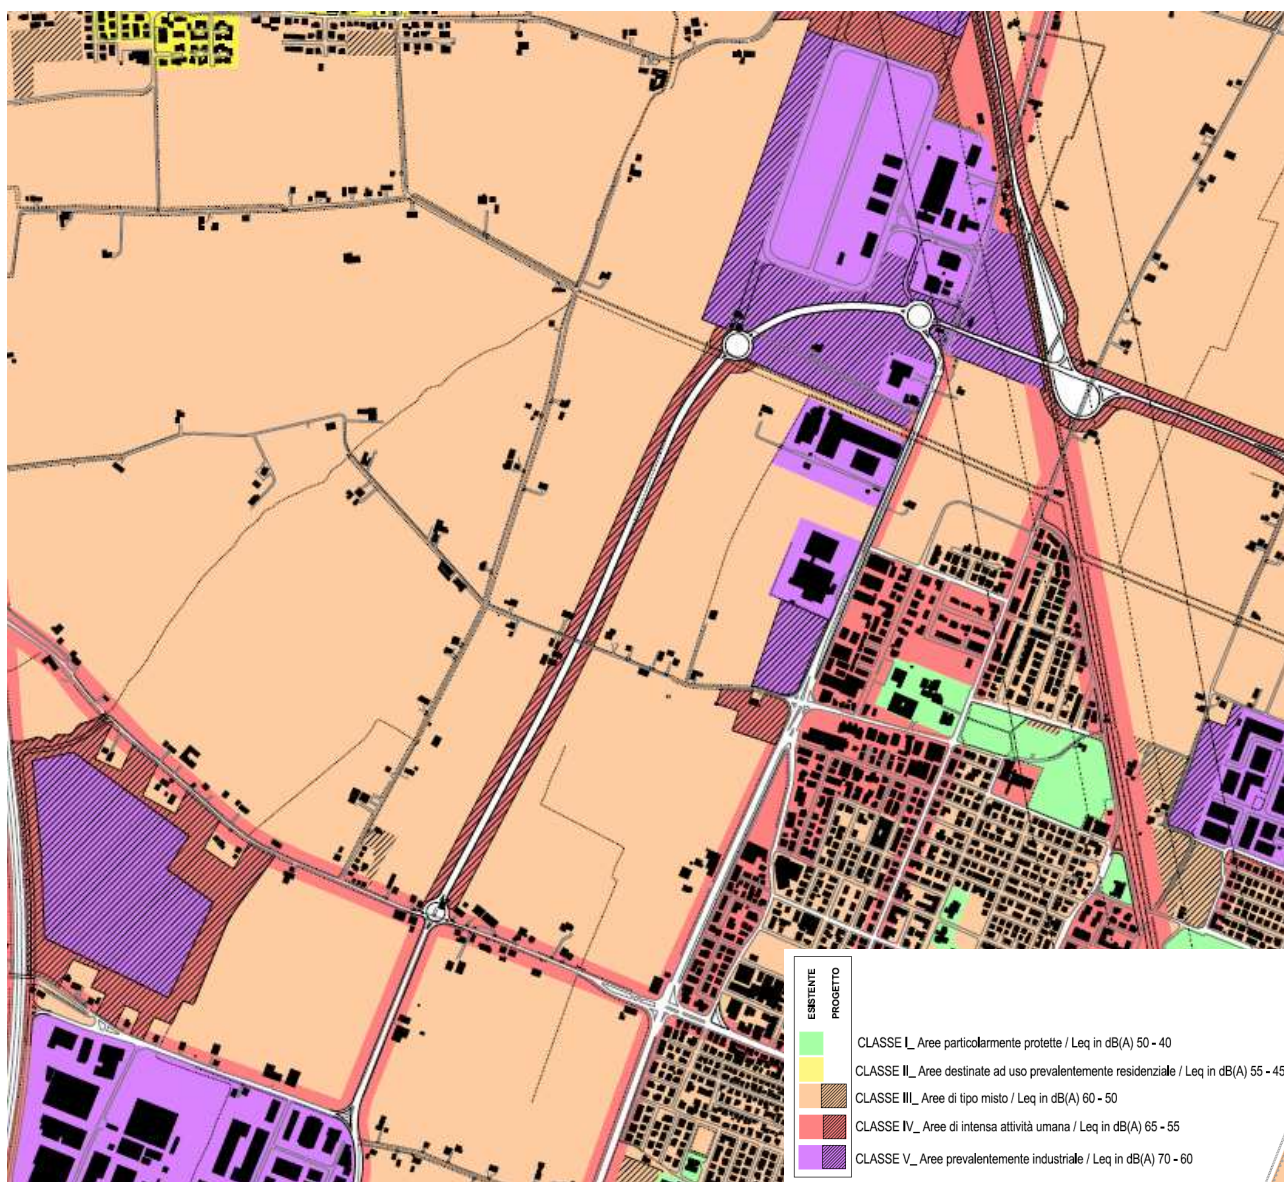 ESISTENTE
PROGETTO
CLASSE I_ Aree particolarmente protette / Leq in dB(A) 50 - 40
CLASSE II_ Aree destinate ad uso prevalentemente residenziale / Leq in dB(A) 55 - 45
CLASSE III_ Aree di tipo misto / Leq in dB(A) 60 - 50
CLASSE IV_ Aree di intensa attività umana / Leq in dB(A) 65 - 55
CLASSE V_ Aree prevalentemente industriale / Leq in dB(A) 70 - 60